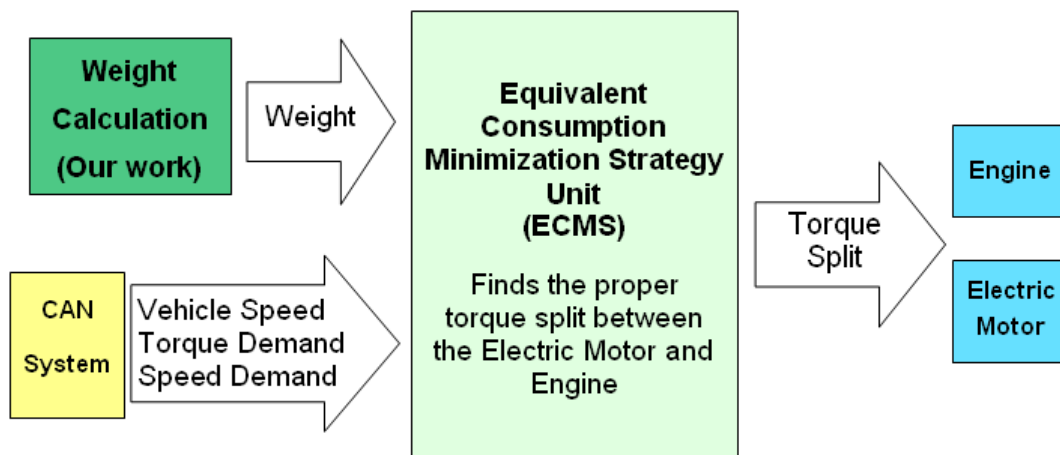 Weight
Calculation
(Our work)
Weight
CAN
System
Vehicle Speed
Torque Demand
Speed Demand
Equivalent
Consumption
Minimization Strategy
Unit
(ECMS)
Finds the proper
torque split between
the Electric Motor and
Engine
Torque
Split
Engine
Electric
Motor